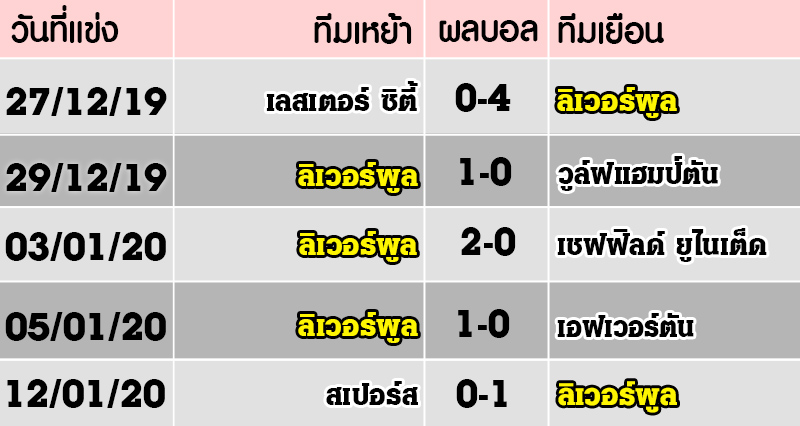 วันที่แข่ง ทีมเหย้า ผลบอล ทีมเยือน
27/12/19 เลสเตอร์ ซิตี้ 0-4 ลิเวอร์พูล
29/12/19 ลิเวอร์พูล 1-0 วูล์ฟแฮมป์ตัน
03/01/20 ลิเวอร์พูล 2-0 เชฟฟิลด์ ยูไนเต็ด
05/01/20 ลิเวอร์พูล 1-0 เอฟเวอร์ตัน
12/01/20 สเปอร์ส 0-1 ลิเวอร์พูล